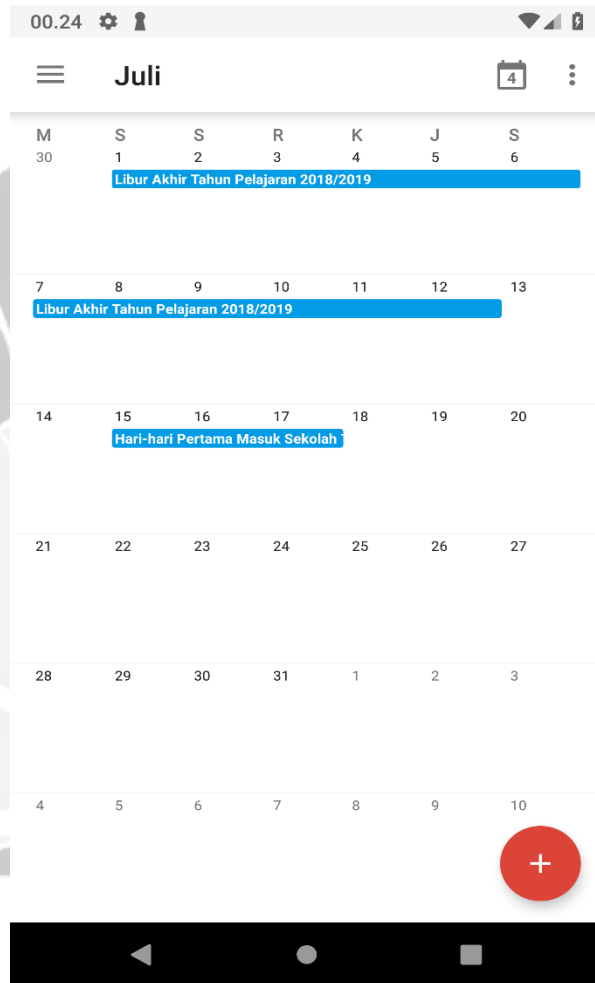 00.24
Juli 4
M S S R K J S
30 1 2 3 4 5 6
Libur Akhir Tahun Pelajaran 2018/2019
7 8 9 10 11 12 13
Libur Akhir Tahun Pelajaran 2018/2019
14 15 16 17 18 19 20
Hari-hari Pertama Masuk Sekolah
21 22 23 24 25 26 27
28 29 30 31 1 2 3
4 5 6 7 8 9 10
+